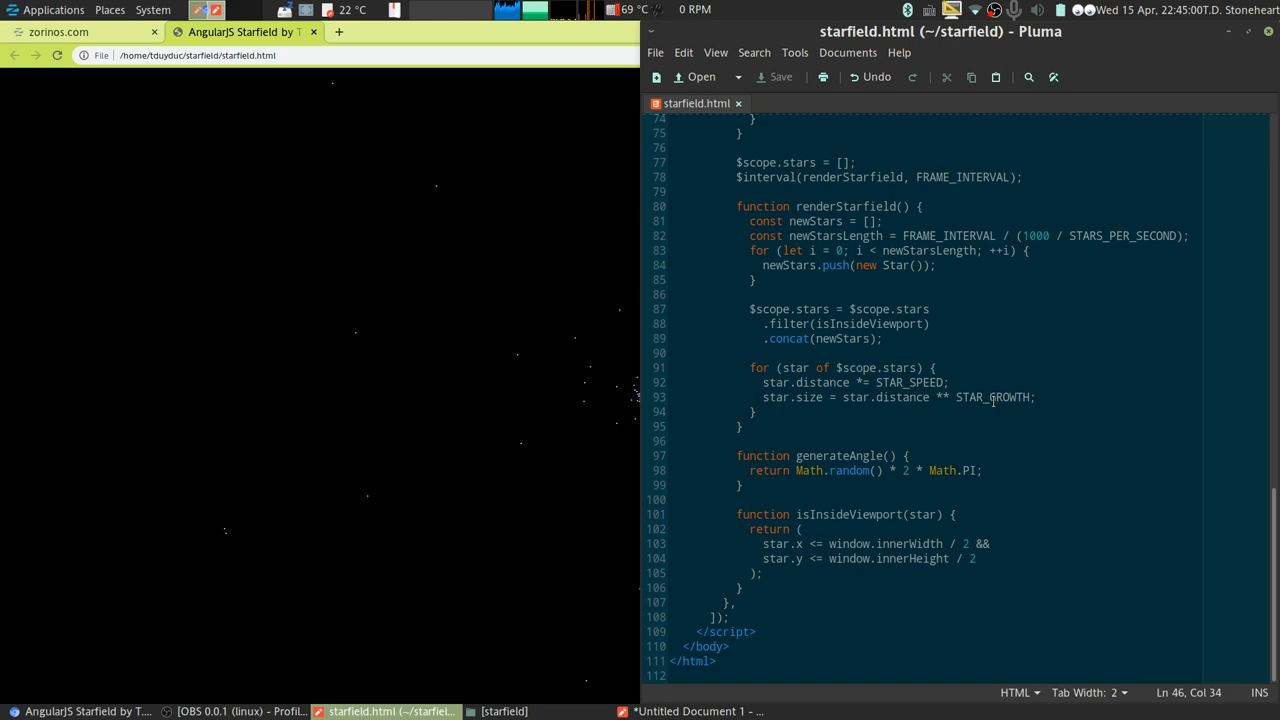 Applications Places System 22 °C 69 °C 0 RPM Wed 15 Apr, 22:45:00 T.D. Stoneheart
zorinos.com × AngularJS Starfield by T × +
File /home/tduyduc/starfield/starfield.html
starfield.html (~/starfield) - Pluma
File Edit View Search Tools Documents Help
Open Save Undo
starfield.html ×
74 }
75 }
76
77 $scope.stars = [];
78 $interval(renderStarfield, FRAME_INTERVAL);
79
80 function renderStarfield() {
81 const newStars = [];
82 const newStarsLength = FRAME_INTERVAL / (1000 / STARS_PER_SECOND);
83 for (let i = 0; i < newStarsLength; ++i) {
84 newStars.push(new Star());
85 }
86
87 $scope.stars = $scope.stars
88 .filter(isInsideViewport)
89 .concat(newStars);
90
91 for (star of $scope.stars) {
92 star.distance *= STAR_SPEED;
93 star.size = star.distance ** STAR_GROWTH;
94 }
95 }
96
97 function generateAngle() {
98 return Math.random() * 2 * Math.PI;
99 }
100
101 function isInsideViewport(star) {
102 return (
103 star.x <= window.innerWidth / 2 &&
104 star.y <= window.innerHeight / 2
105 );
106 }
107 },
108 ]);
109 </script>
110 </body>
111 </html>
112
HTML Tab Width: 2 Ln 46, Col 34 INS
AngularJS Starfield by T.... [OBS 0.0.1 (linux) - Profil... starfield.html (~/starfiel... [starfield] *Untitled Document 1 - ...